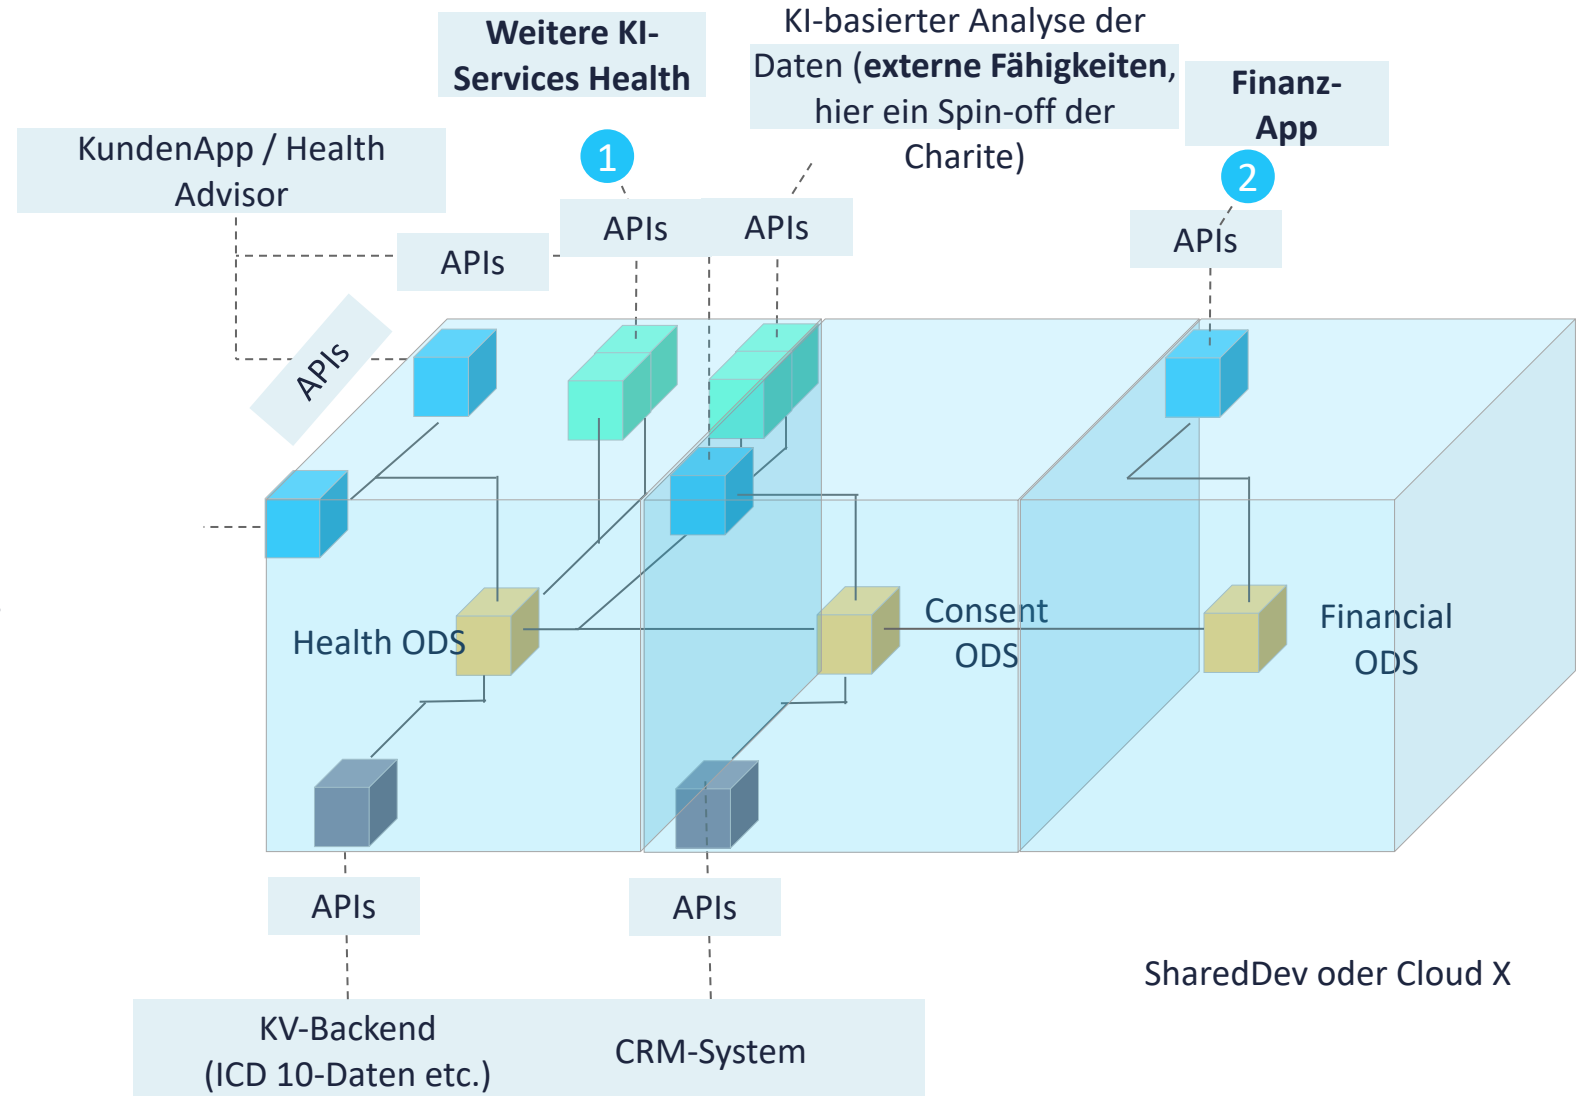 Weitere KI-
Services Health
KI-basierter Analyse der
Daten (externe Fähigkeiten,
hier ein Spin-off der
Charite)
Finanz-
App
KundenApp / Health
Advisor
1
2
APIs
APIs
APIs
APIs
APIs
Health ODS
Consent
ODS
Financial
ODS
APIs
APIs
SharedDev oder Cloud X
KV-Backend
(ICD 10-Daten etc.)
CRM-System